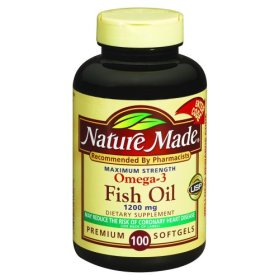 Nature Made®
Recommended By Pharmacists
MAXIMUM STRENGTH
Omega-3
Fish Oil
1200 mg
DIETARY SUPPLEMENT
USP
MAY REDUCE THE RISK OF CORONARY HEART DISEASE
PREMIUM 100 SOFTGELS